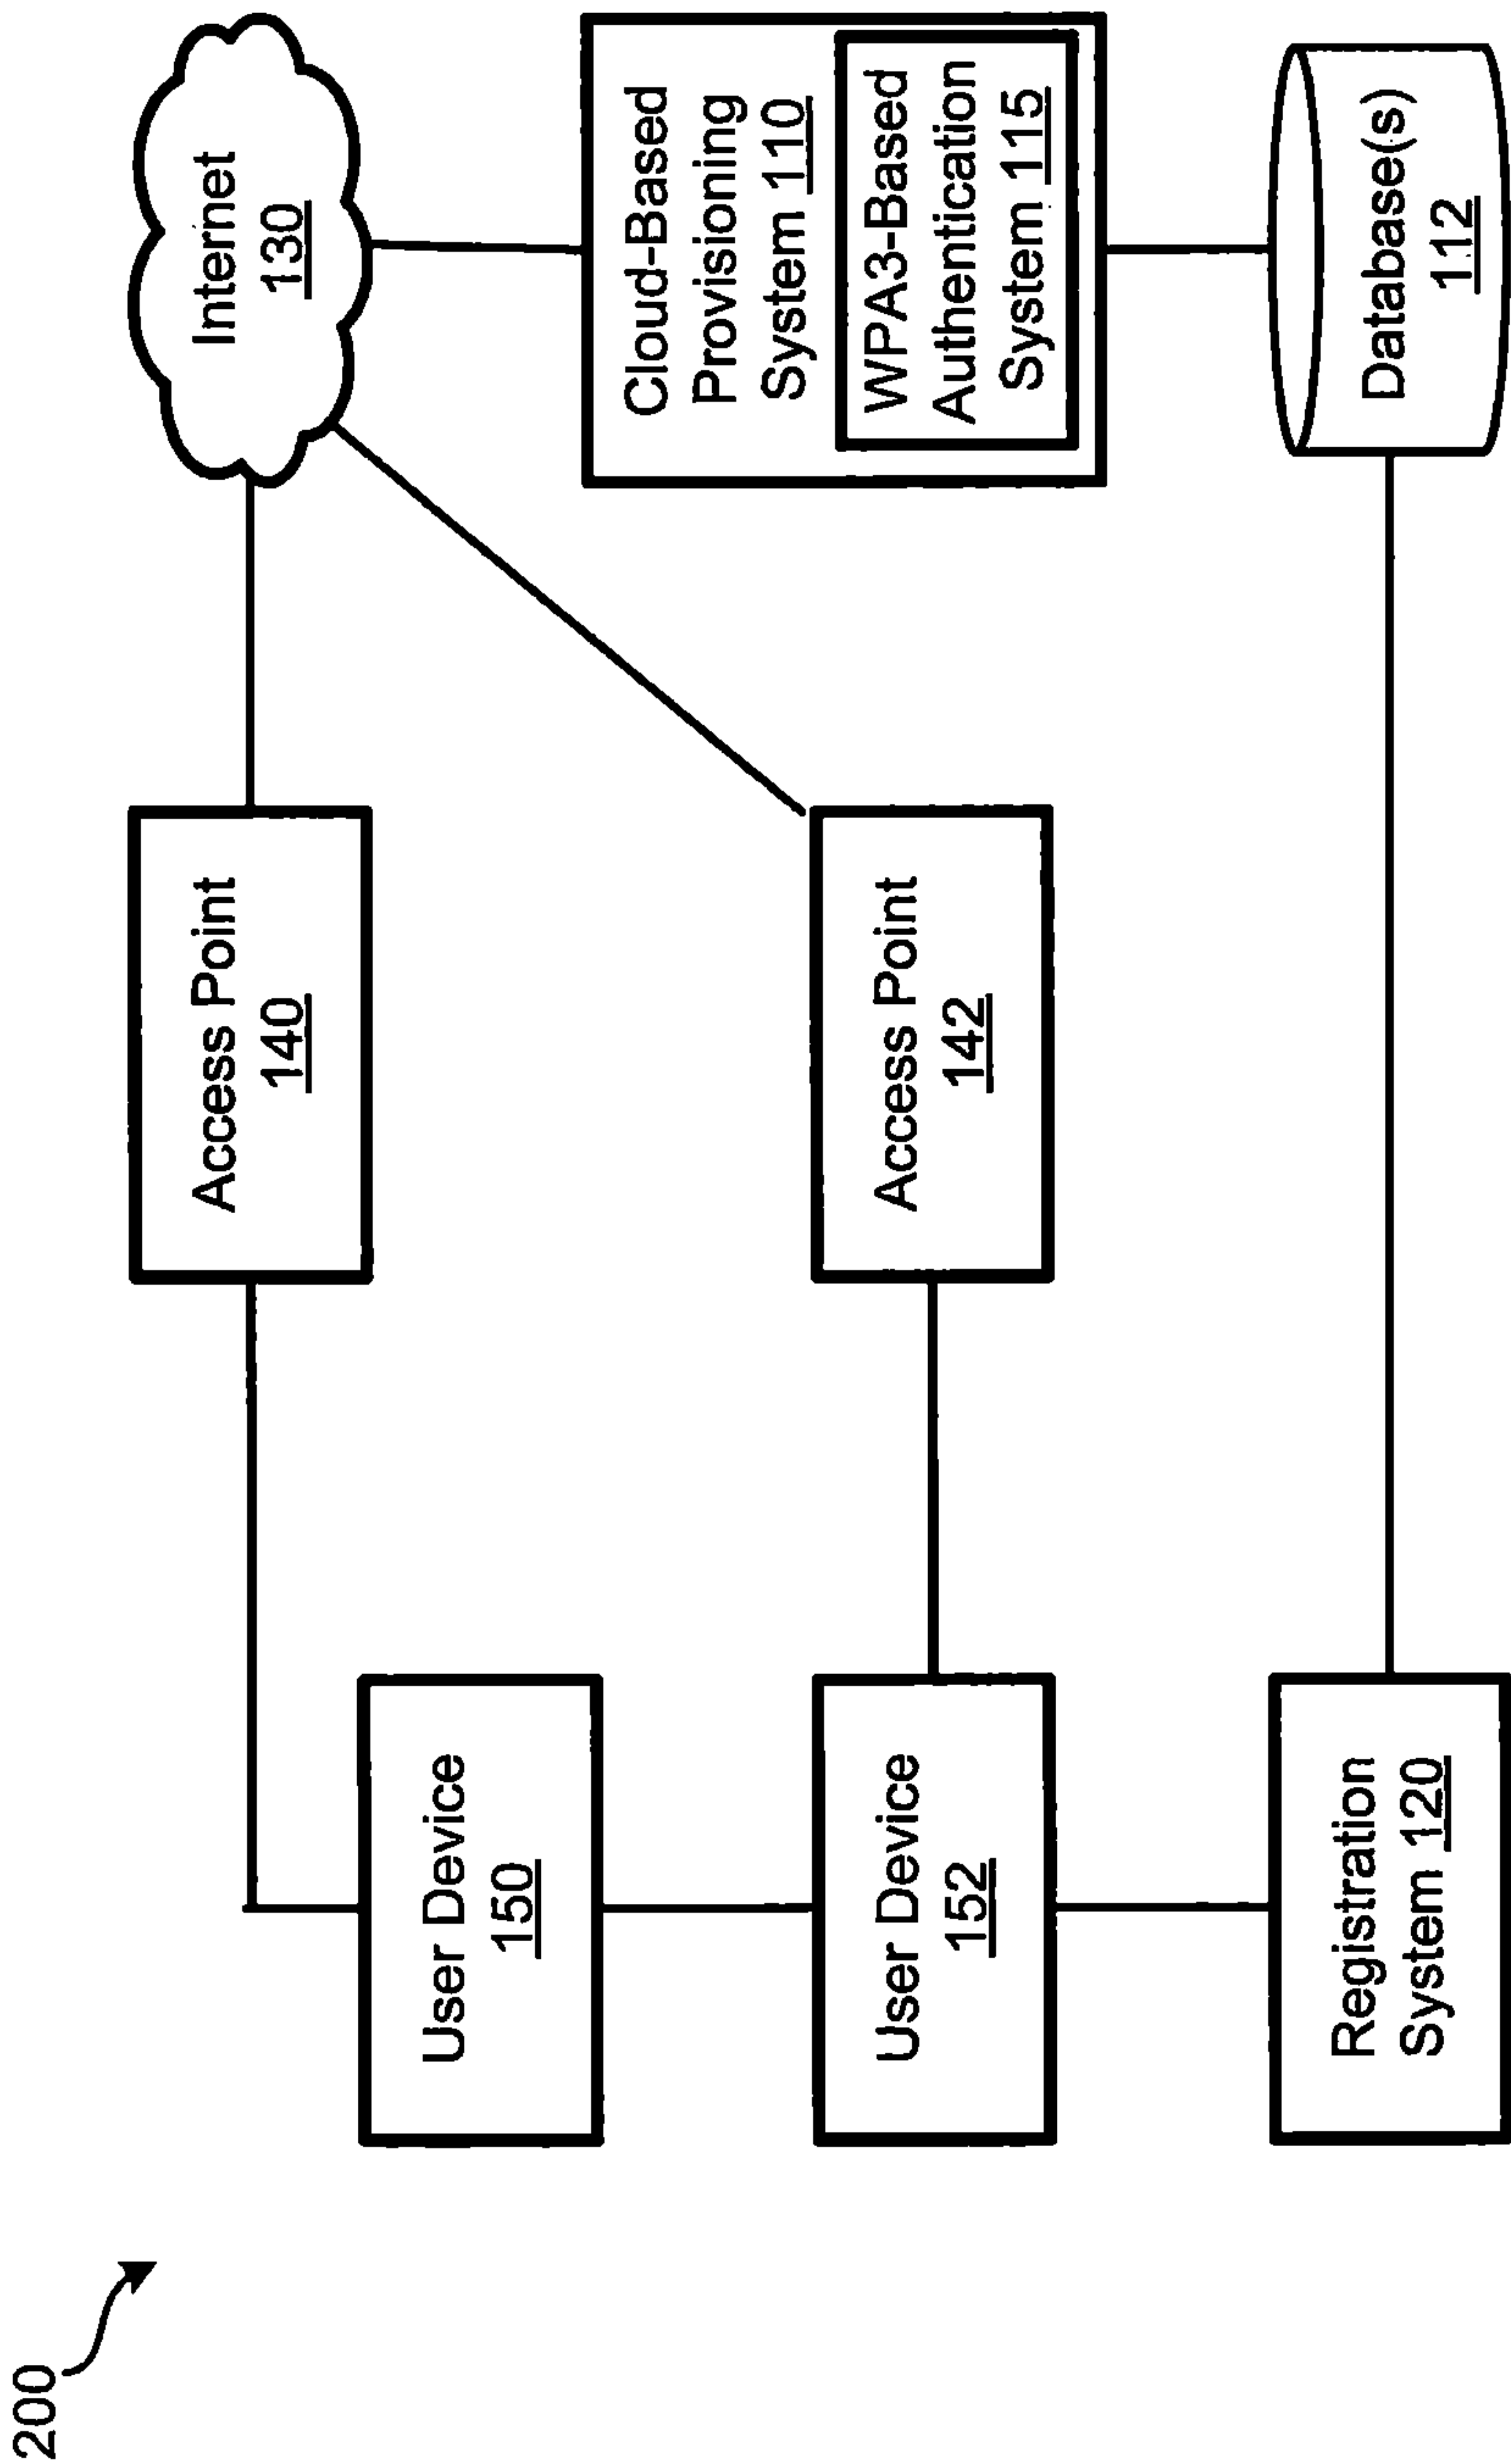 200
Internet
130
Access Point
140
User Device
150
Cloud-Based
Provisioning
System 110
WPA3-Based
Authentication
System 115
Access Point
142
User Device
152
Database(s)
112
Registration
System 120